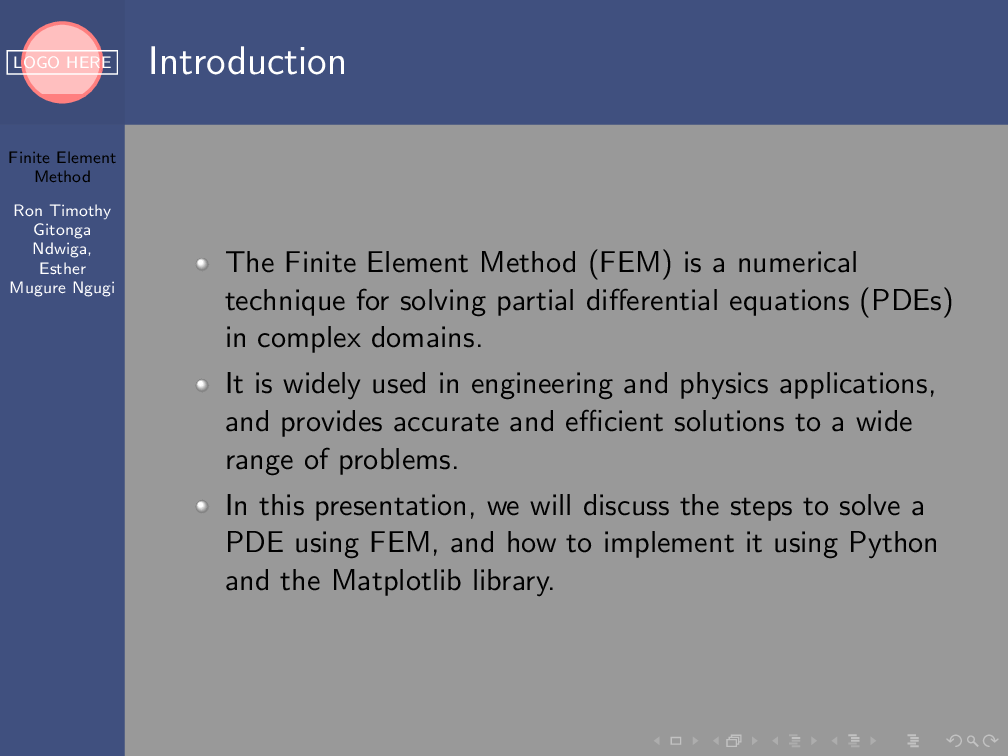 LOGO HERE
Introduction
Finite Element
Method
Ron Timothy
Gitonga
Ndwiga,
Esther
Mugure Ngugi
The Finite Element Method (FEM) is a numerical
technique for solving partial differential equations (PDEs)
in complex domains.
It is widely used in engineering and physics applications,
and provides accurate and efficient solutions to a wide
range of problems.
In this presentation, we will discuss the steps to solve a
PDE using FEM, and how to implement it using Python
and the Matplotlib library.